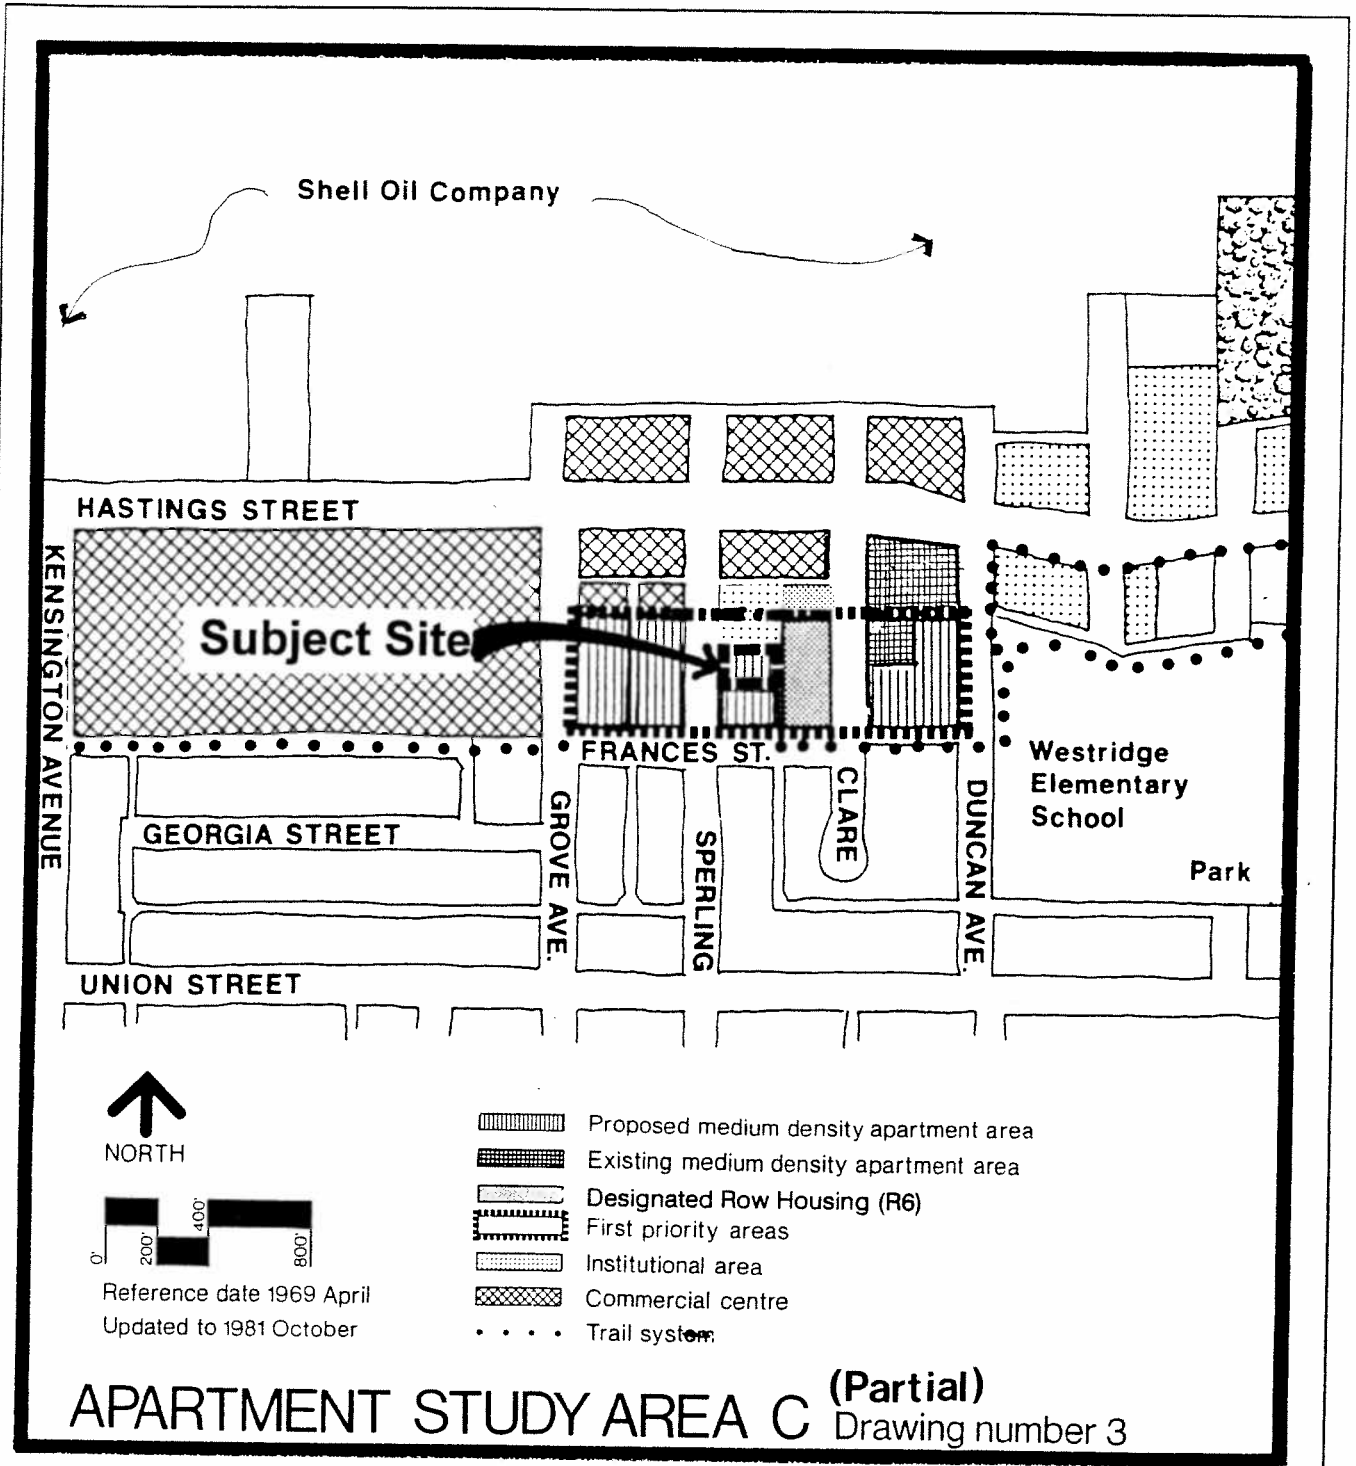 Shell Oil Company
HASTINGS STREET
KENSINGTON AVENUE
Subject Site
FRANCES ST.
GEORGIA STREET
GROVE AVE.
SPERLING
CLARE
DUNCAN AVE.
Westridge
Elementary
School
Park
UNION STREET
NORTH
0'
200'
400'
800'
Reference date 1969 April
Updated to 1981 October
Proposed medium density apartment area
Existing medium density apartment area
Designated Row Housing (R6)
First priority areas
Institutional area
Commercial centre
Trail system
APARTMENT STUDY AREA C (Partial)
Drawing number 3